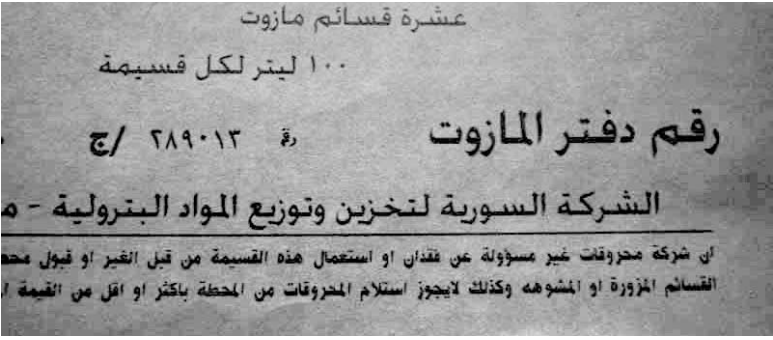 عشرة قسائم مازوت
١٠٠ ليتر لكل قسيمة
رقم دفتر المازوت رقم ٢٨٩٠١٣ /ج
الشركة السورية لتخزين وتوزيع المواد البترولية -
ان شركة محروقات غير مسؤولة عن فقدان او استعمال هذه القسيمة من قبل الغير او قبول
القسائم المزورة او المشوهه وكذلك لايجوز استلام المحروقات من المحطة باكثر او اقل من القيمة